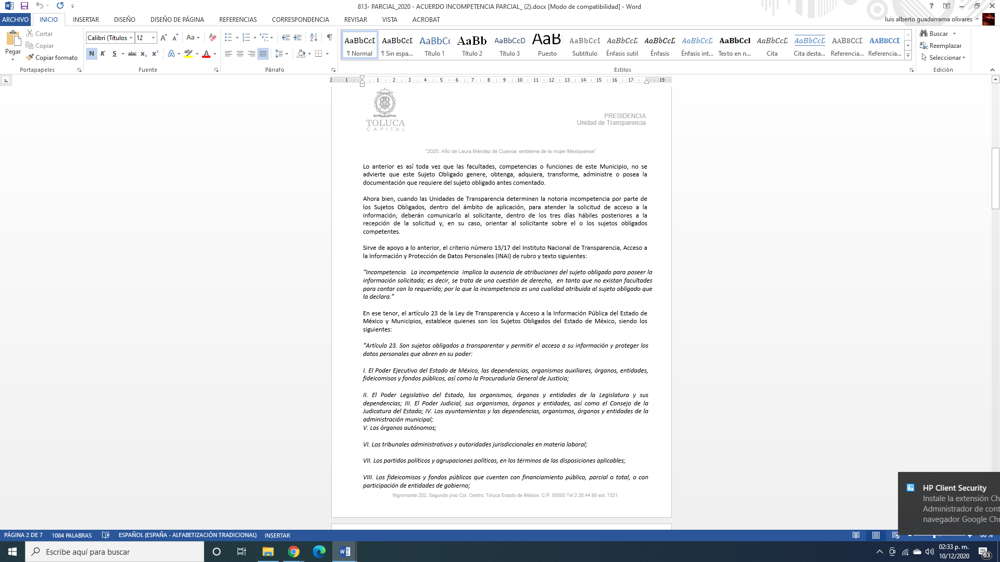 813- PARCIAL_2020 - ACUERDO INCOMPETENCIA PARCIAL_ (2).docx [Modo de compatibilidad] - Word
ARCHIVO INICIO INSERTAR DISEÑO DISEÑO DE PÁGINA REFERENCIAS CORRESPONDENCIA REVISAR VISTA ACROBAT
luis alberto guadarrama olivares
Pegar
Cortar
Copiar
Copiar formato
Portapapeles
Calibri (Títulos 12
Aa
N K S abc x₂ x² A A
Fuente
Párrafo
AaBbCcI AaBbCcI AaBbCc AaBb AaBbCcD AaB AaBbCcI AaBbCcD AaBbCcD AaBbCcD AaBbCcI AaBbCcD AaBbCcD AABBCCI AABBCCI
¶ Normal ¶ Sin espa... Título 1 Título 2 Título 3 Puesto Subtítulo Énfasis sutil Énfasis Énfasis int... Texto en n... Cita Cita desta... Referencia... Referencia...
Estilos
Buscar
Reemplazar
Seleccionar
Edición
2 1 1 2 3 4 5 6 7 8 9 10 11 12 13 14 15 16 17 19
TOLUCA
CAPITAL
PRESIDENCIA
Unidad de Transparencia
"2020. Año de Laura Méndez de Cuenca; emblema de la mujer Mexiquense"
Lo anterior es así toda vez que las facultades, competencias o funciones de este Municipio, no se
advierte que este Sujeto Obligado genere, obtenga, adquiera, transforme, administre o posea la
documentación que requiere del sujeto obligado antes comentado.
Ahora bien, cuando las Unidades de Transparencia determinen la notoria incompetencia por parte de
los Sujetos Obligados, dentro del ámbito de aplicación, para atender la solicitud de acceso a la
información, deberán comunicarlo al solicitante, dentro de los tres días hábiles posteriores a la
recepción de la solicitud y, en su caso, orientar al solicitante sobre el o los sujetos obligados
competentes.
Sirve de apoyo a lo anterior, el criterio número 13/17 del Instituto Nacional de Transparencia, Acceso a
la Información y Protección de Datos Personales (INAI) de rubro y texto siguientes:
“Incompetencia. La incompetencia implica la ausencia de atribuciones del sujeto obligado para poseer la
información solicitada; es decir, se trata de una cuestión de derecho, en tanto que no existan facultades
para contar con lo requerido; por lo que la incompetencia es una cualidad atribuida al sujeto obligado que
la declara.”
En ese tenor, el artículo 23 de la Ley de Transparencia y Acceso a la Información Pública del Estado de
México y Municipios, establece quienes son los Sujetos Obligados del Estado de México, siendo los
siguientes:
“Artículo 23. Son sujetos obligados a transparentar y permitir el acceso a su información y proteger los
datos personales que obren en su poder:
I. El Poder Ejecutivo del Estado de México, las dependencias, organismos auxiliares, órganos, entidades,
fideicomisos y fondos públicos, así como la Procuraduría General de Justicia;
II. El Poder Legislativo del Estado, los organismos, órganos y entidades de la Legislatura y sus
dependencias; III. El Poder Judicial, sus organismos, órganos y entidades, así como el Consejo de la
Judicatura del Estado; IV. Los ayuntamientos y las dependencias, organismos, órganos y entidades de la
administración municipal;
V. Los órganos autónomos;
VI. Los tribunales administrativos y autoridades jurisdiccionales en materia laboral;
VII. Los partidos políticos y agrupaciones políticas, en los términos de las disposiciones aplicables;
VIII. Los fideicomisos y fondos públicos que cuenten con financiamiento público, parcial o total, o con
participación de entidades de gobierno;
Nigromante 202, Segundo piso Col. Centro; Toluca Estado de México. C.P. 50000 Tel 2 26.44.90 ext. 7321
HP Client Security
Instale la extensión Ch
Administrador de cont
navegador Google Chr
PÁGINA 2 DE 7 1084 PALABRAS ESPAÑOL (ESPAÑA - ALFABETIZACIÓN TRADICIONAL) INSERTAR
Escribe aquí para buscar
02:33 p. m.
10/12/2020
63